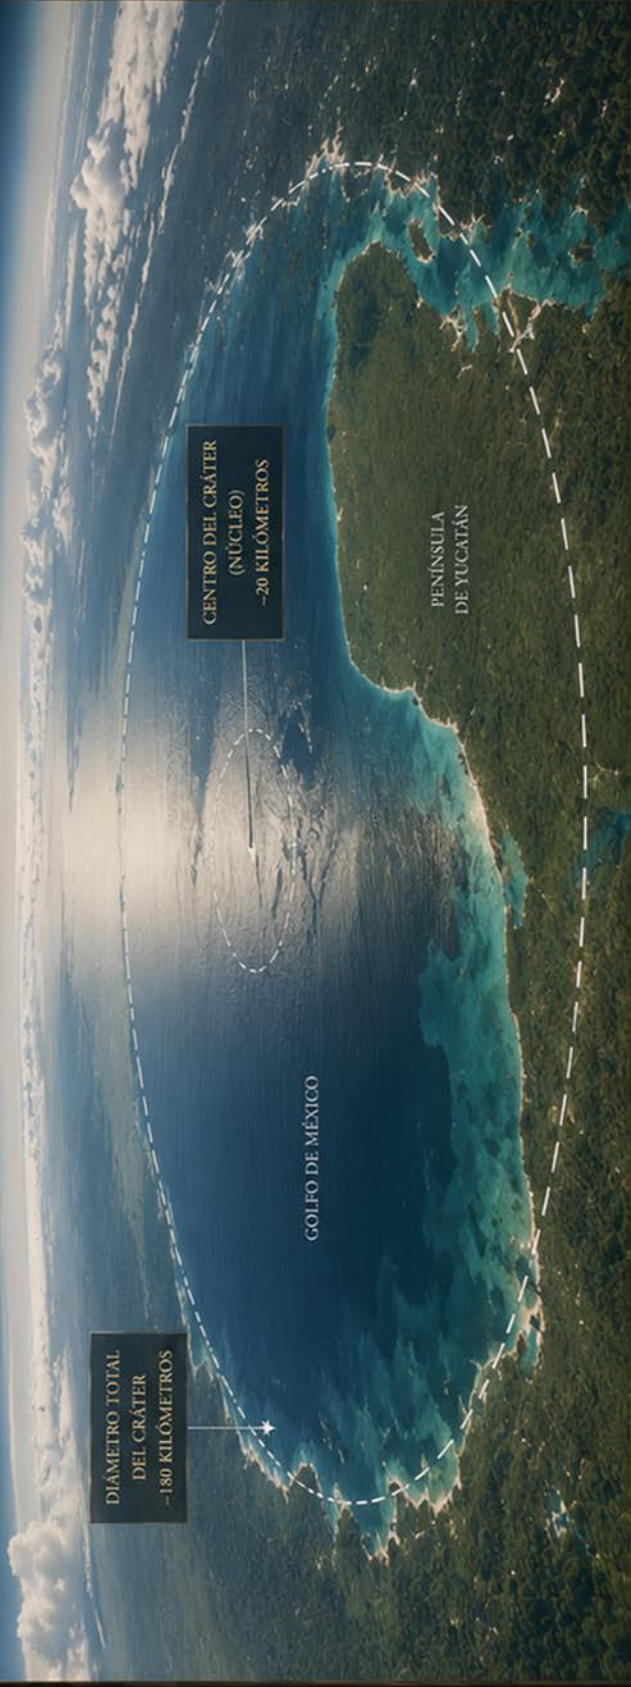 DIÁMETRO TOTAL
DEL CRÁTER
~180 KILÓMETROS
CENTRO DEL CRÁTER
(NÚCLEO)
~20 KILÓMETROS
GOLFO DE MÉXICO
PENÍNSULA
DE YUCATÁN